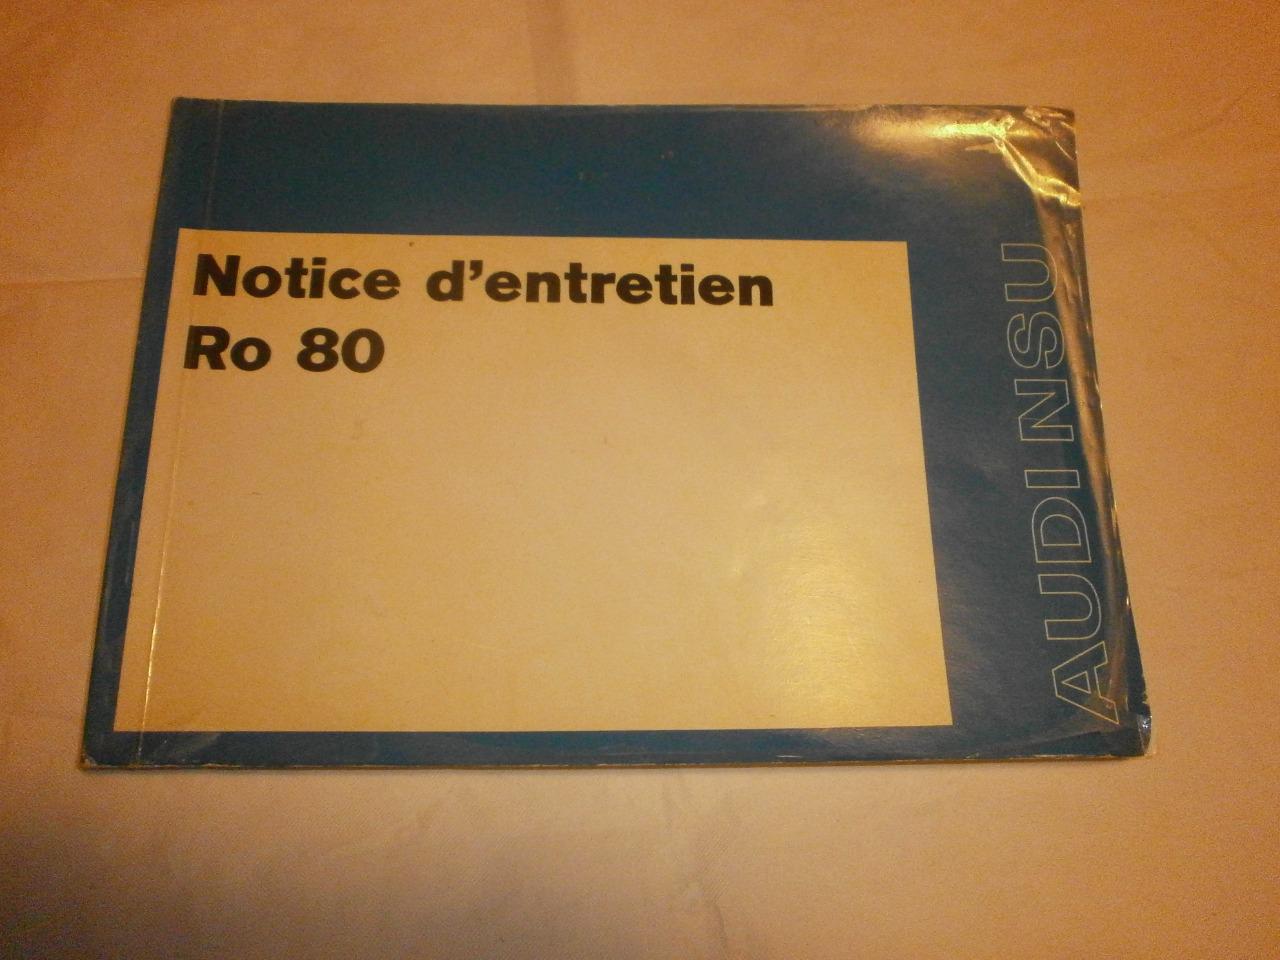 Notice d'entretien
Ro 80
AUDI NSU